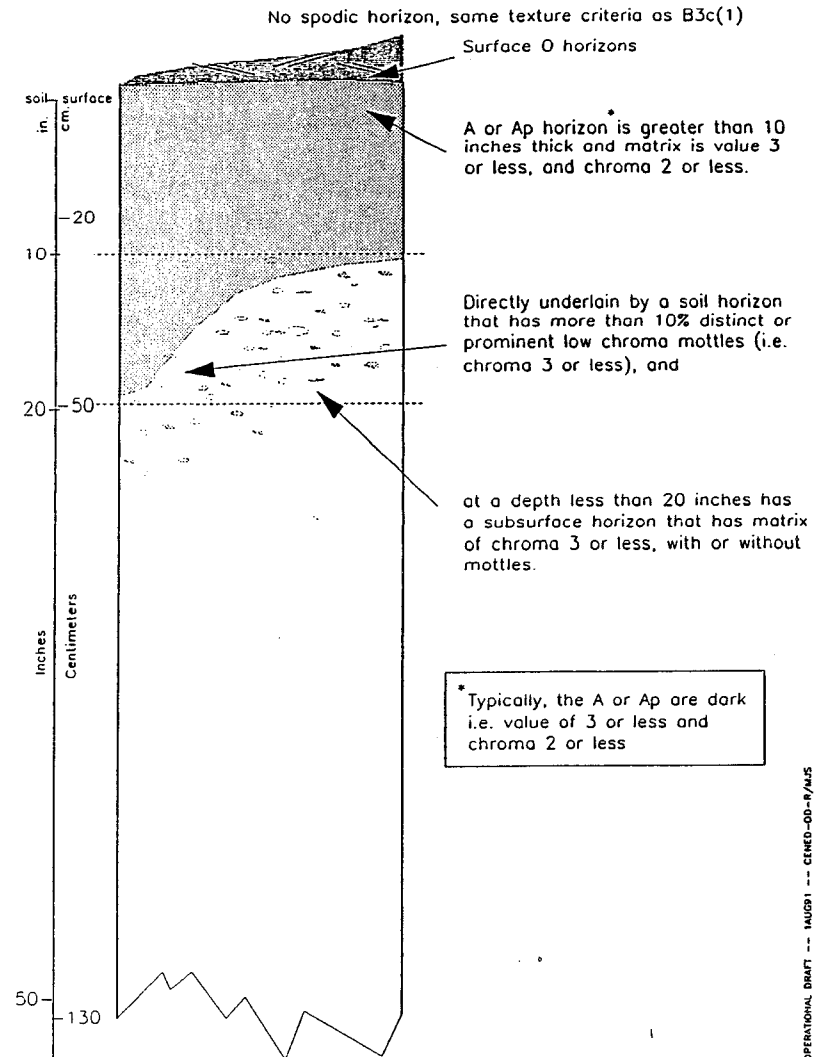 No spodic horizon, same texture criteria as B3c(1)
Surface O horizons
soil surface
in.
cm.
A or Ap horizon* is greater than 10
inches thick and matrix is value 3
or less, and chroma 2 or less.
-20
10
Directly underlain by a soil horizon
that has more than 10% distinct or
prominent low chroma mottles (i.e.
chroma 3 or less), and
20
-50
at a depth less than 20 inches has
a subsurface horizon that has matrix
of chroma 3 or less, with or without
mottles.
Inches
Centimeters
*Typically, the A or Ap are dark
i.e. value of 3 or less and
chroma 2 or less
50
-130
OPERATIONAL DRAFT -- 1AUG91 -- CENED-OD-R/MJS